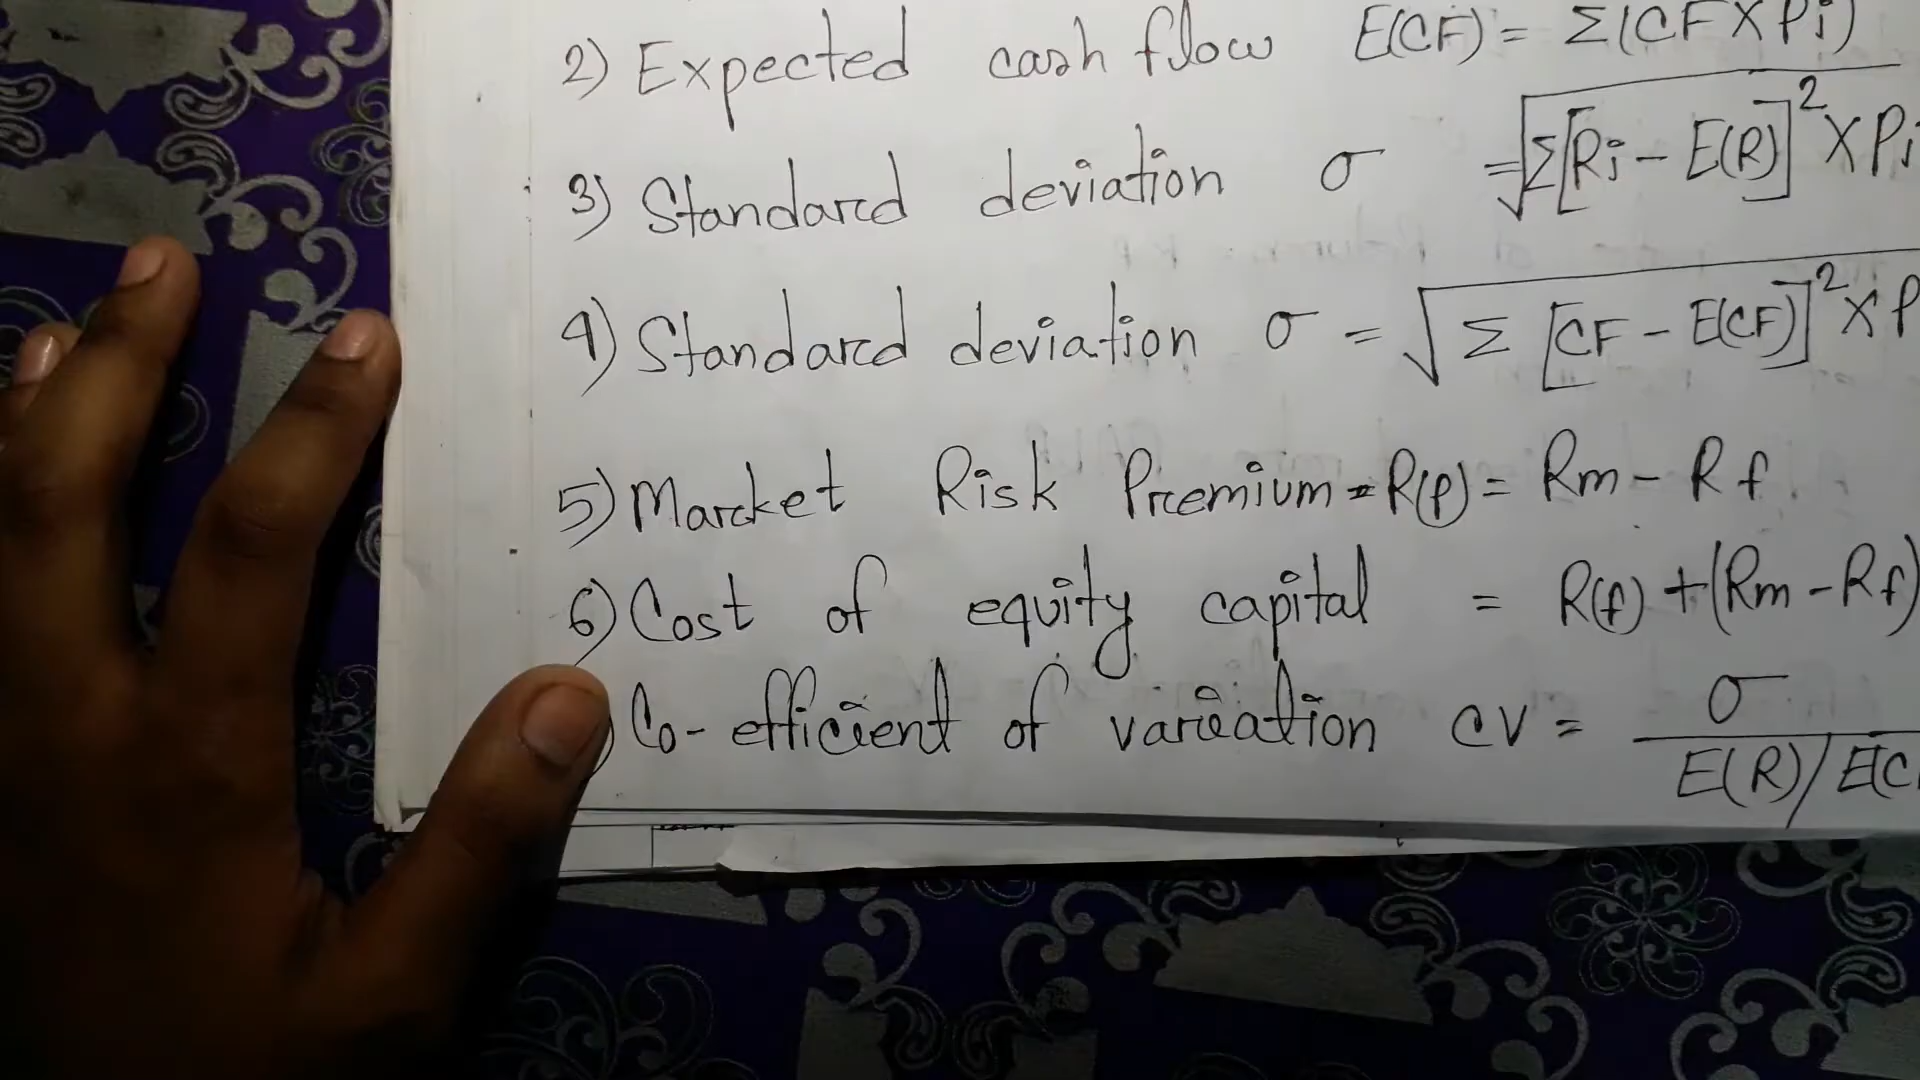 2) Expected cash flow E(CF) = Σ(CF X Pi)
3) Standard deviation σ = √Σ[Ri - E(R)]² X Pi
4) Standard deviation σ = √Σ [CF - E(CF)]² X P
5) Market Risk Premium = R(p) = Rm - Rf
6) Cost of equity capital = R(f) + (Rm - Rf)
) Co-efficient of variation CV = σ / E(R)/E(C